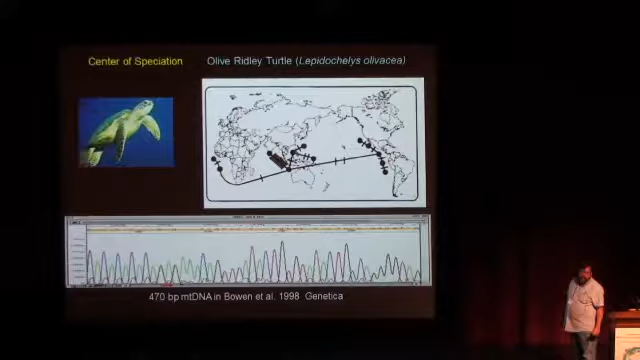 Center of Speciation
Olive Ridley Turtle (Lepidochelys olivacea)
470 bp mtDNA in Bowen et al. 1998 Genetica